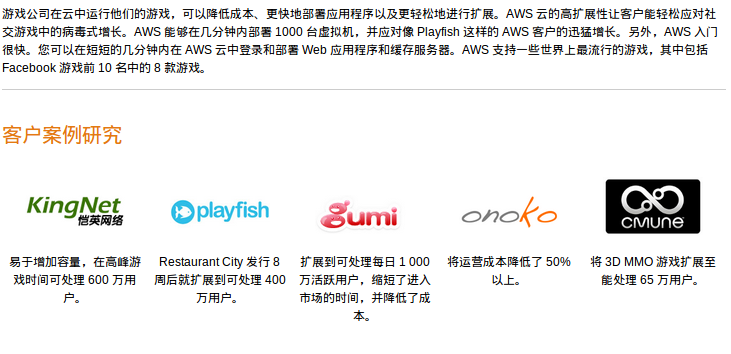 游戏公司在云中运行他们的游戏，可以降低成本、更快地部署应用程序以及更轻松地进行扩展。AWS 云的高扩展性让客户能轻松应对社
交游戏中的病毒式增长。AWS 能够在几分钟内部署 1000 台虚拟机，并应对像 Playfish 这样的 AWS 客户的迅猛增长。另外，AWS 入门
很快。您可以在短短的几分钟内在 AWS 云中登录和部署 Web 应用程序和缓存服务器。AWS 支持一些世界上最流行的游戏，其中包括
Facebook 游戏前 10 名中的 8 款游戏。
客户案例研究
KingNet
恺英网络
易于增加容量，在高峰游
戏时间可处理 600 万用
户。
playfish
Restaurant City 发行 8
周后就扩展到可处理 400
万用户。
gumi
扩展到可处理每日 1 000
万活跃用户，缩短了进入
市场的时间，并降低了成
本。
onoko
将运营成本降低了 50%
以上。
CMUNE
将 3D MMO 游戏扩展至
能处理 65 万用户。